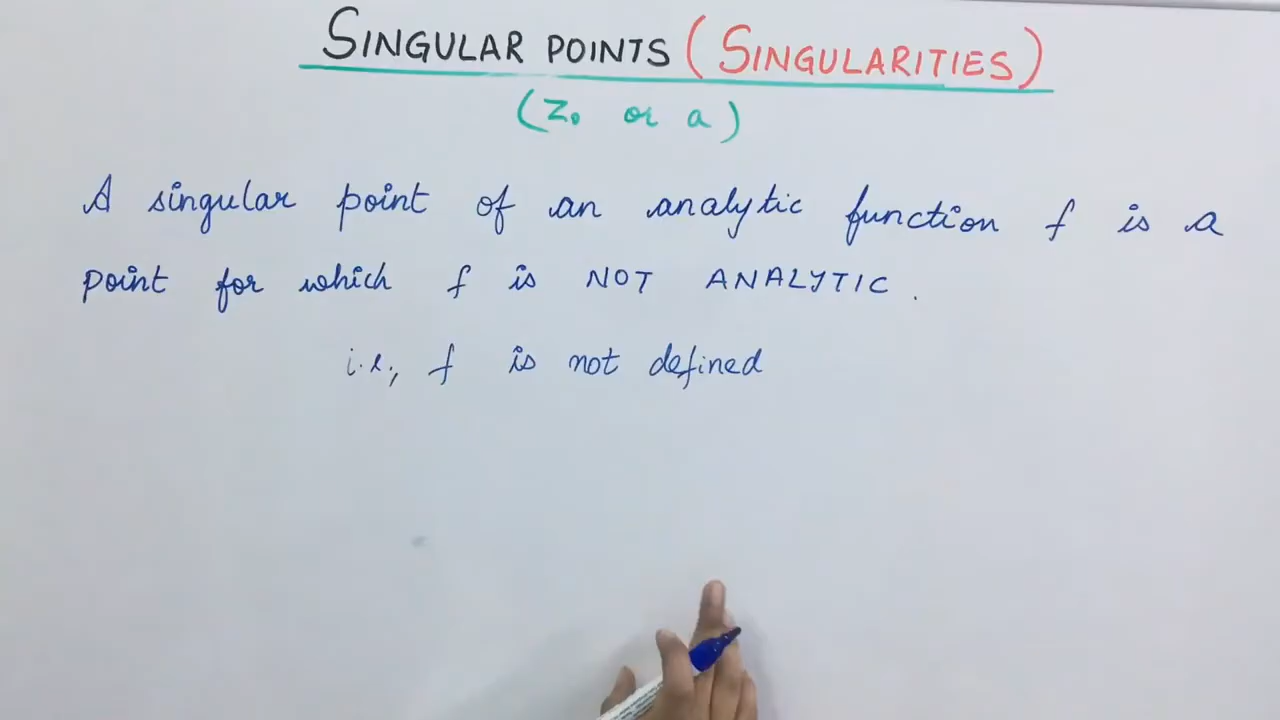 SINGULAR POINTS (SINGULARITIES)
(z₀ or a)
A singular point of an analytic function f is a
point for which f is NOT ANALYTIC.
i.e., f is not defined